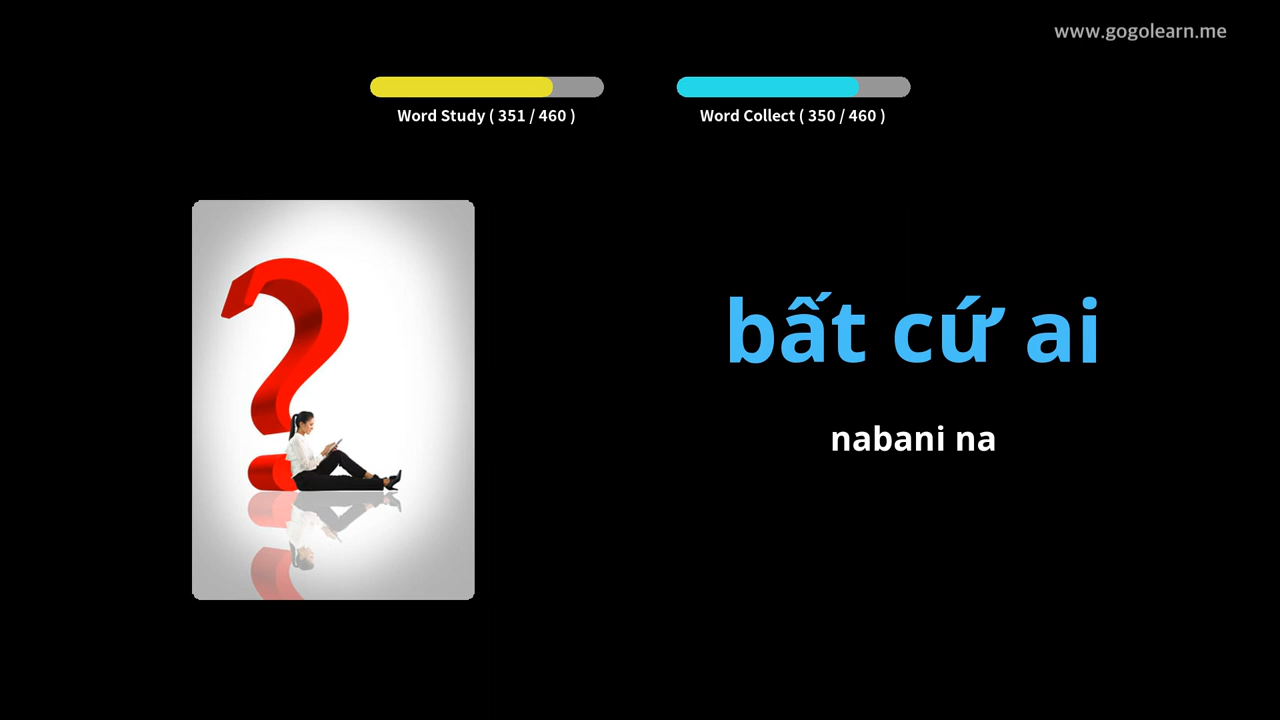 www.gogolearn.me
Word Study ( 351 / 460 )
Word Collect ( 350 / 460 )
bất cứ ai
nabani na